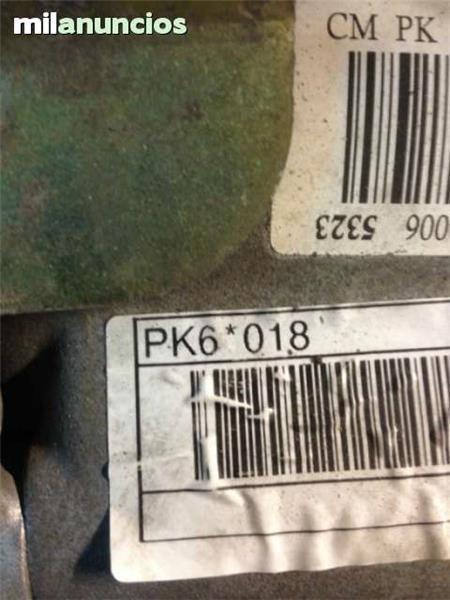 milanuncios
CM PK
006 5323
PK6*018